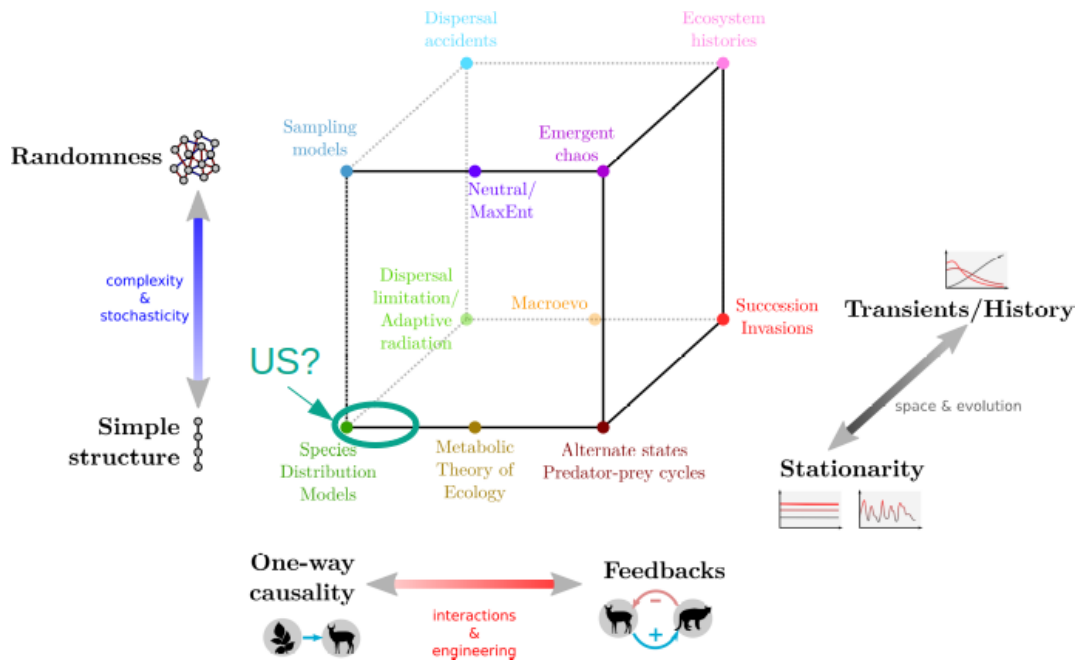 Dispersal
accidents
Ecosystem
histories
Sampling
models
Emergent
chaos
Randomness
Neutral/
MaxEnt
complexity
&
stochasticity
Dispersal
limitation/
Adaptive
radiation
Macroevo
Succession
Invasions
Transients/History
US?
space & evolution
Simple
structure
Species
Distribution
Models
Metabolic
Theory of
Ecology
Alternate states
Predator-prey cycles
Stationarity
One-way
causality
Feedbacks
interactions
&
engineering
−
+